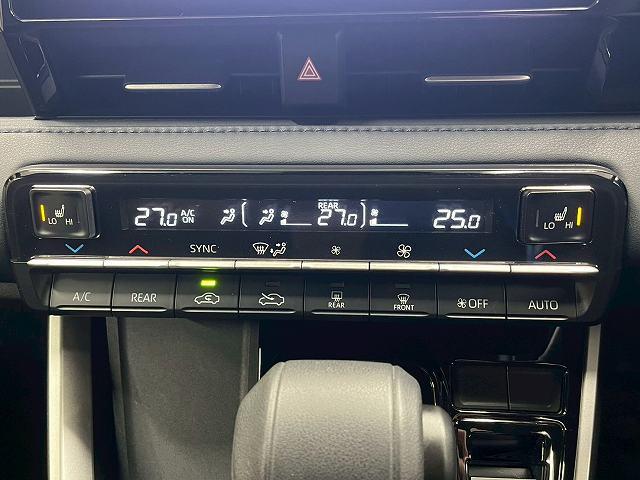 REAR
27.0 A/C ON 27.0 25.0
LO HI
LO HI
SYNC
A/C REAR REAR FRONT OFF AUTO